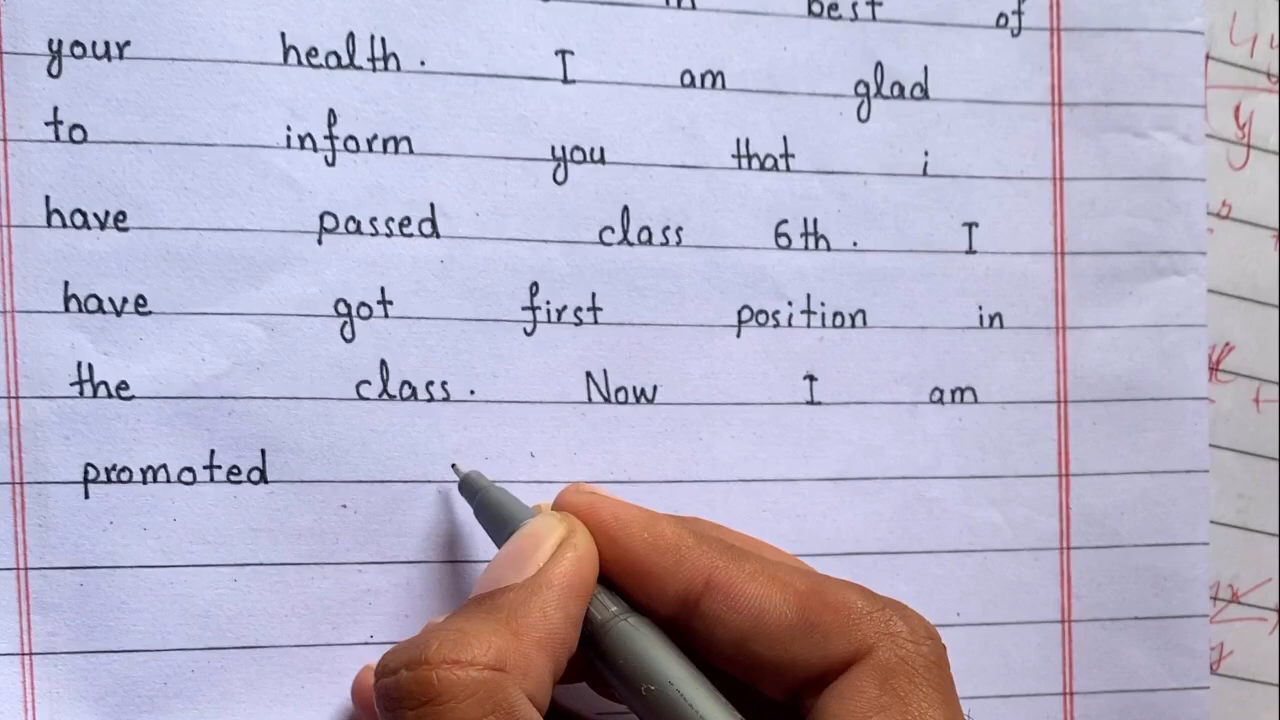 in best of
your health. I am glad
to inform you that i
have passed class 6th. I
have got first position in
the class. Now I am
promoted